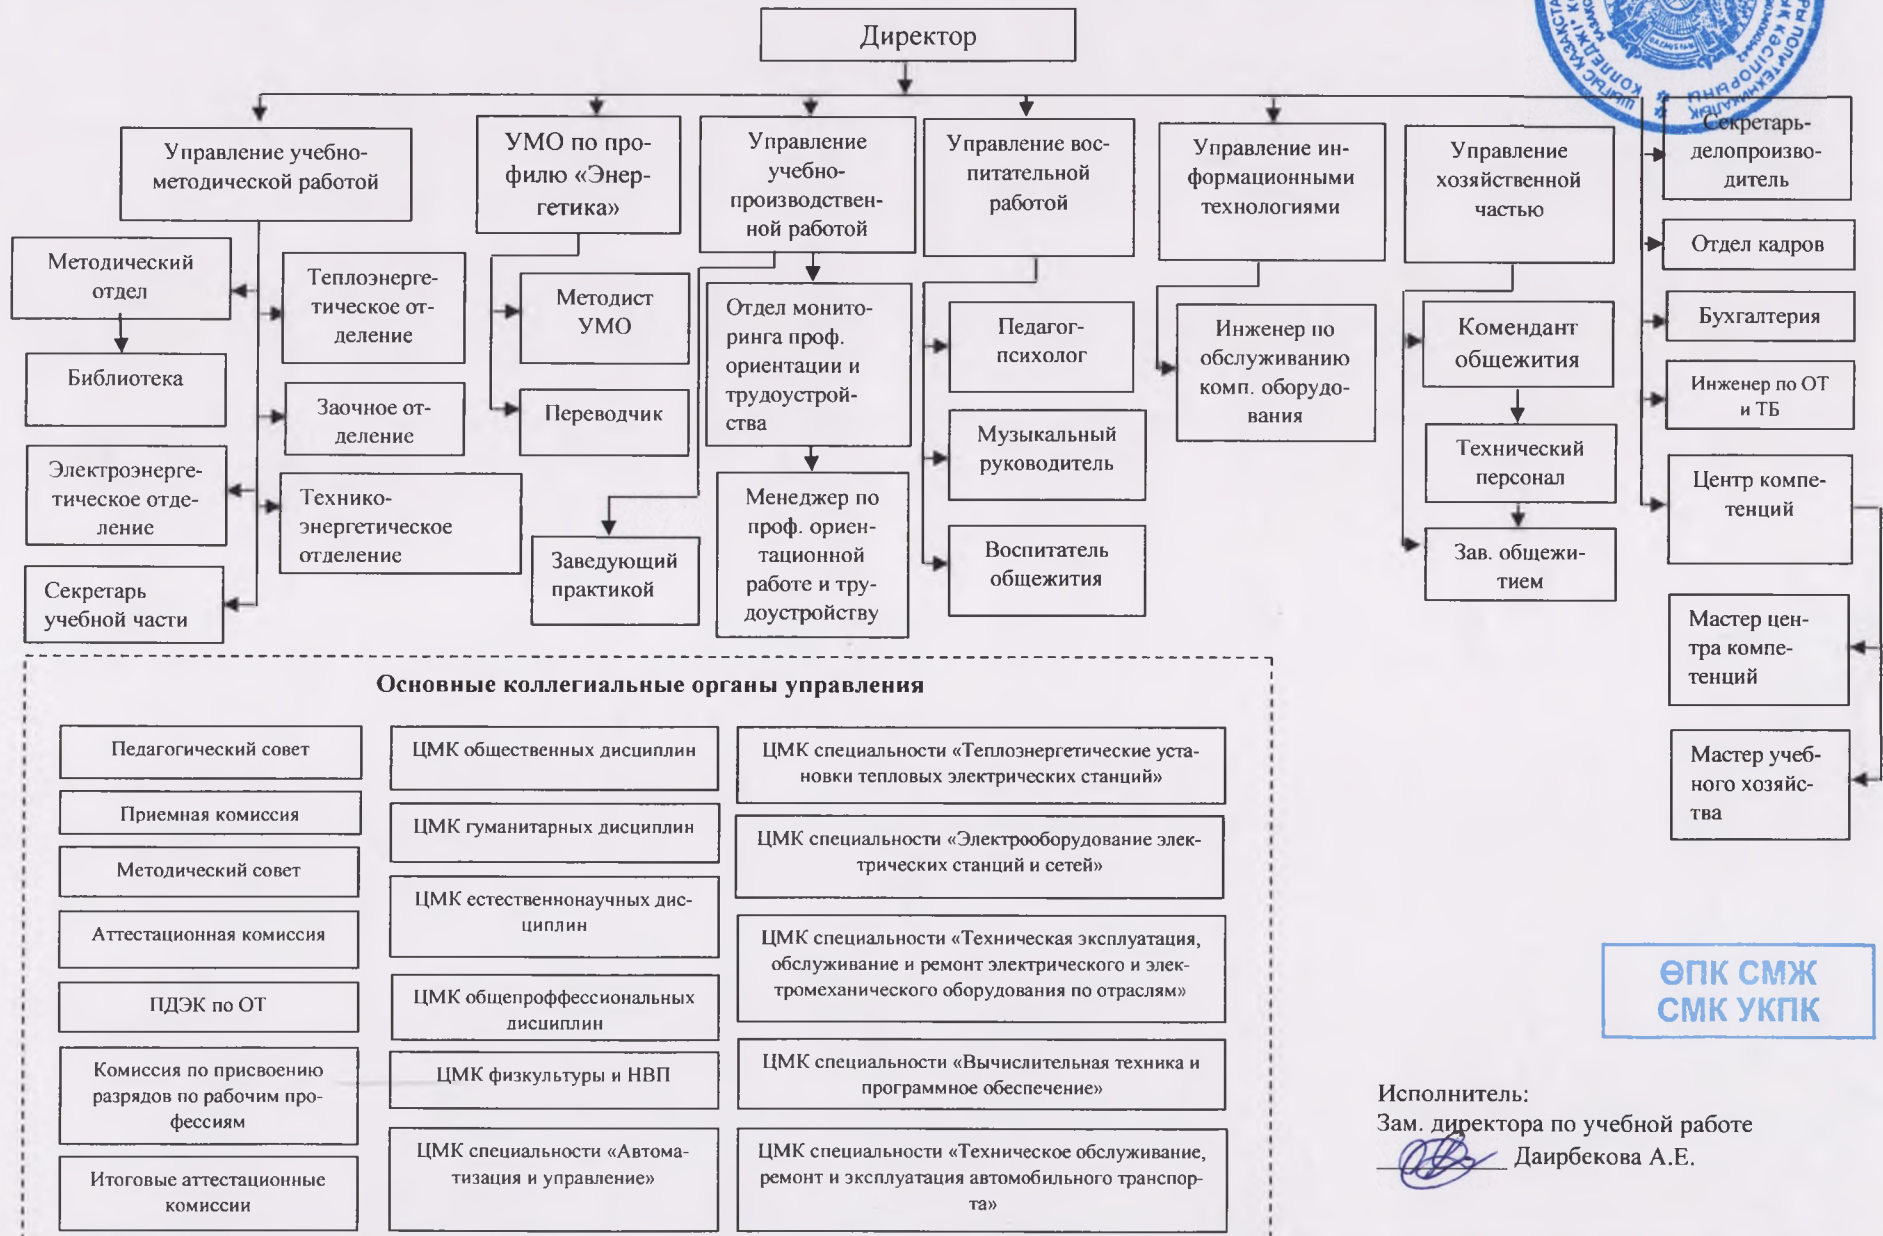 Директор
Управление учебно-
методической работой
УМО по про-
филю «Энер-
гетика»
Управление
учебно-
производствен-
ной работой
Управление вос-
питательной
работой
Управление ин-
формационными
технологиями
Управление
хозяйственной
частью
Секретарь-
делопроизво-
дитель
Отдел кадров
Бухгалтерия
Инженер по ОТ
и ТБ
Центр компе-
тенций
Мастер цен-
тра компе-
тенций
Мастер учеб-
ного хозяйс-
тва
Методический
отдел
Библиотека
Электроэнерге-
тическое отде-
ление
Секретарь
учебной части
Теплоэнерге-
тическое от-
деление
Заочное от-
деление
Технико-
энергетическое
отделение
Методист
УМО
Переводчик
Заведующий
практикой
Отдел монито-
ринга проф.
ориентации и
трудоустрой-
ства
Менеджер по
проф. ориен-
тационной
работе и тру-
доустройству
Педагог-
психолог
Музыкальный
руководитель
Воспитатель
общежития
Инженер по
обслуживанию
комп. оборудо-
вания
Комендант
общежития
Технический
персонал
Зав. общежи-
тием
Основные коллегиальные органы управления
Педагогический совет
Приемная комиссия
Методический совет
Аттестационная комиссия
ПДЭК по ОТ
Комиссия по присвоению
разрядов по рабочим про-
фессиям
Итоговые аттестационные
комиссии
ЦМК общественных дисциплин
ЦМК гуманитарных дисциплин
ЦМК естественнонаучных дис-
циплин
ЦМК общепроффессиональных
дисциплин
ЦМК физкультуры и НВП
ЦМК специальности «Автома-
тизация и управление»
ЦМК специальности «Теплоэнергетические уста-
новки тепловых электрических станций»
ЦМК специальности «Электрооборудование элек-
трических станций и сетей»
ЦМК специальности «Техническая эксплуатация,
обслуживание и ремонт электрического и элек-
тромеханического оборудования по отраслям»
ЦМК специальности «Вычислительная техника и
программное обеспечение»
ЦМК специальности «Техническое обслуживание,
ремонт и эксплуатация автомобильного транспор-
та»
ӨПК СМЖ
СМК УКПК
Исполнитель:
Зам. директора по учебной работе
Даирбекова А.Е.